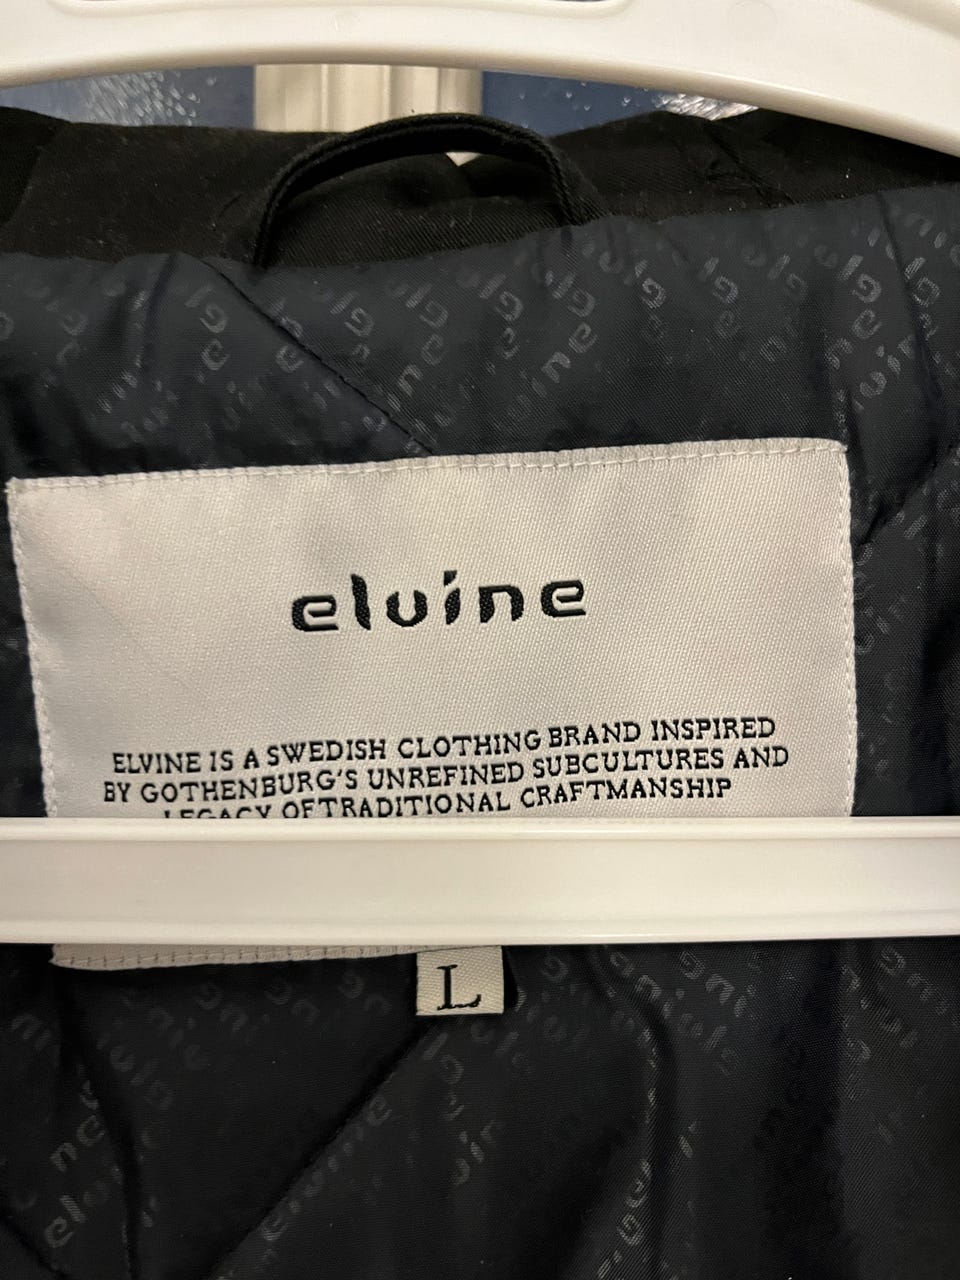 elvine
ELVINE IS A SWEDISH CLOTHING BRAND INSPIRED
BY GOTHENBURG'S UNREFINED SUBCULTURES AND
LEGACY OF TRADITIONAL CRAFTMANSHIP
L